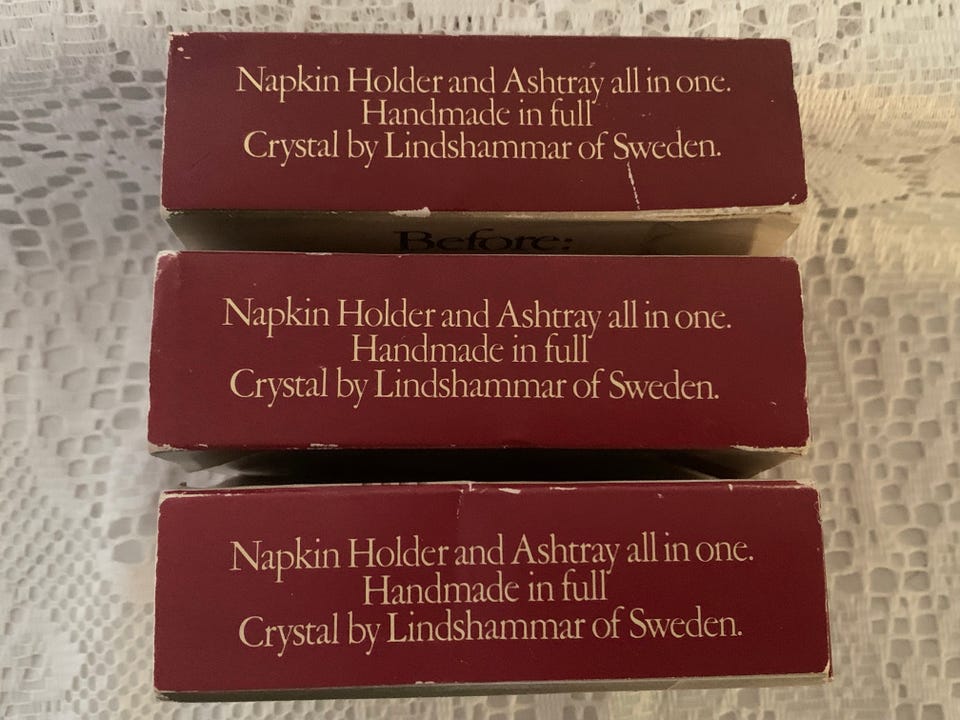 Napkin Holder and Ashtray all in one.
Handmade in full
Crystal by Lindshammar of Sweden.
Before:
Napkin Holder and Ashtray all in one.
Handmade in full
Crystal by Lindshammar of Sweden.
Napkin Holder and Ashtray all in one.
Handmade in full
Crystal by Lindshammar of Sweden.